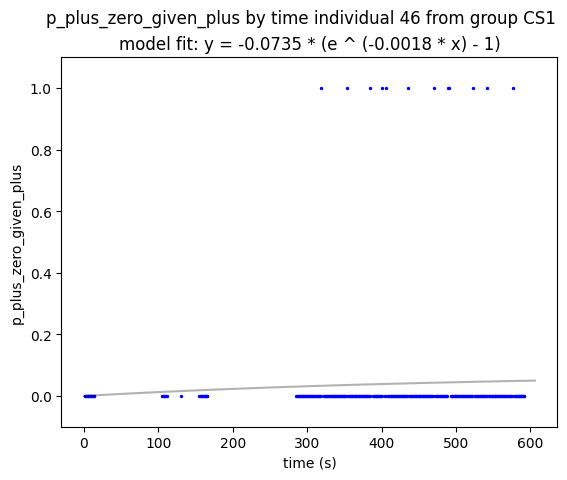 p_plus_zero_given_plus by time individual 46 from group CS1
model fit: y = -0.0735 * (e ^ (-0.0018 * x) - 1)
1.0
0.8
0.6
0.4
0.2
0.0
p_plus_zero_given_plus
0 100 200 300 400 500 600
time (s)